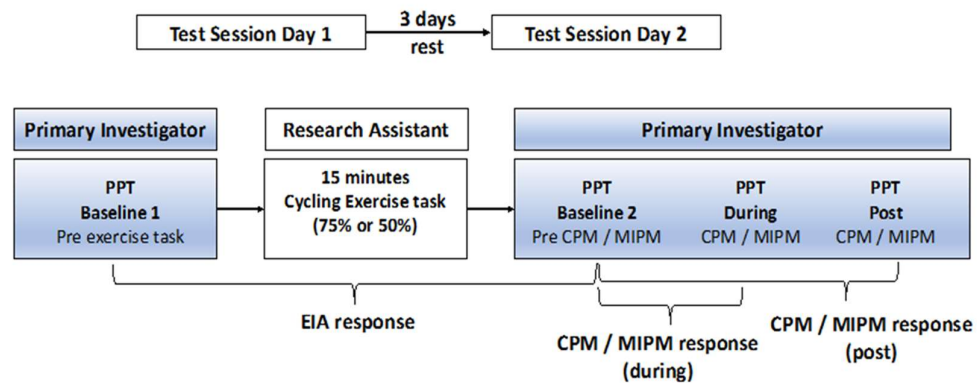 Test Session Day 1
3 days
rest
Test Session Day 2
Primary Investigator
Research Assistant
Primary Investigator
PPT
Baseline 1
Pre exercise task
15 minutes
Cycling Exercise task
(75% or 50%)
PPT
Baseline 2
Pre CPM / MIPM
PPT
During
CPM / MIPM
PPT
Post
CPM / MIPM
EIA response
CPM / MIPM response
(during)
CPM / MIPM response
(post)